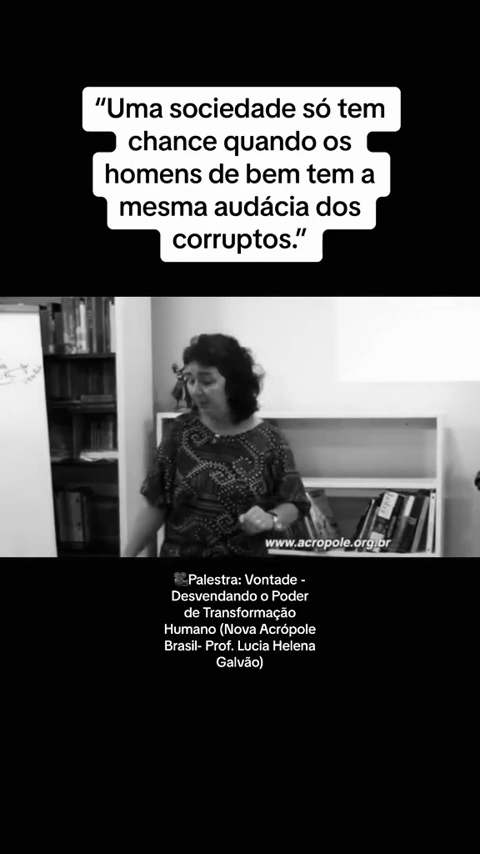 “Uma sociedade só tem
chance quando os
homens de bem tem a
mesma audácia dos
corruptos.”
www.acropole.org.br
Palestra: Vontade -
Desvendando o Poder
de Transformação
Humano (Nova Acrópole
Brasil- Prof. Lucia Helena
Galvão)